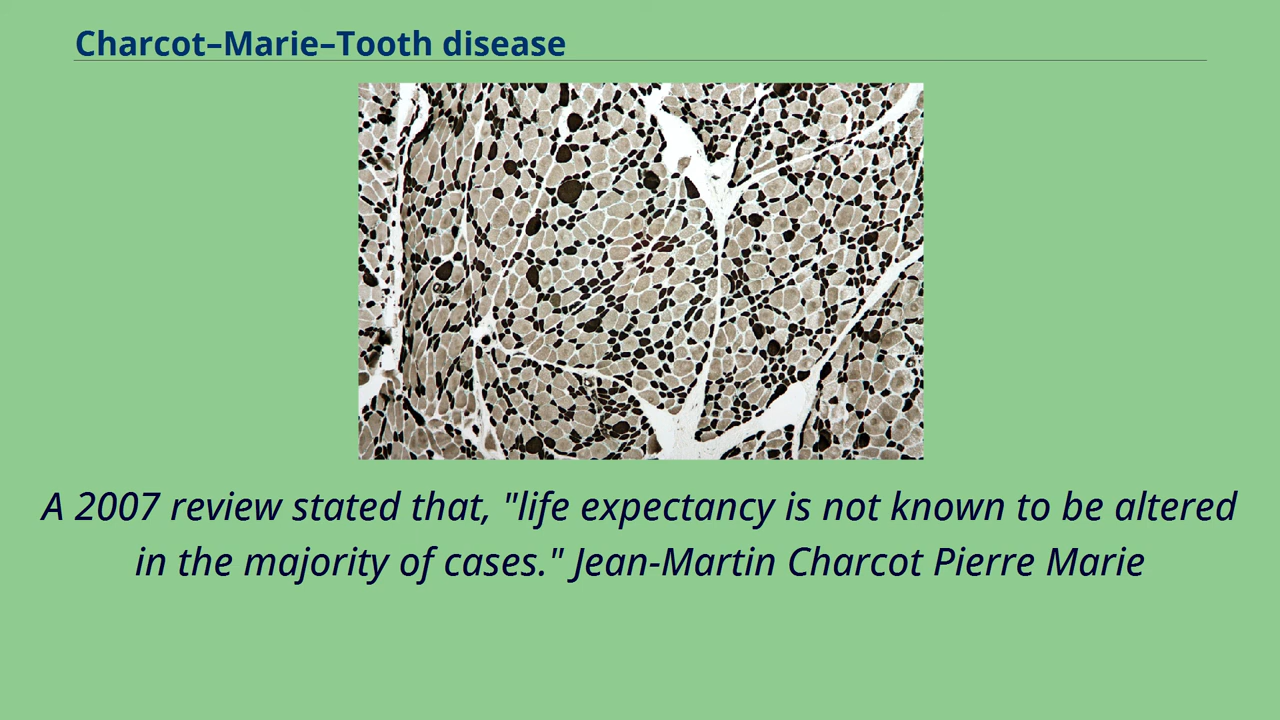 Charcot–Marie–Tooth disease
A 2007 review stated that, "life expectancy is not known to be altered
in the majority of cases." Jean-Martin Charcot Pierre Marie